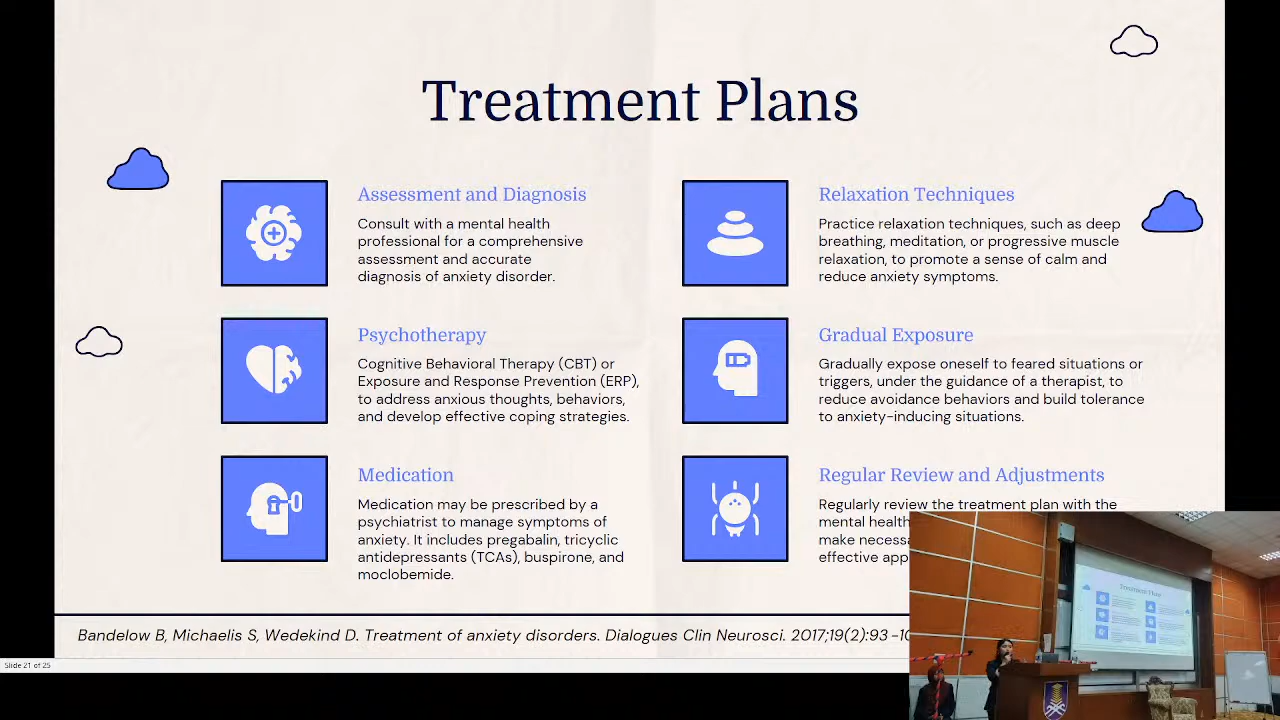 Treatment Plans
Assessment and Diagnosis
Consult with a mental health
professional for a comprehensive
assessment and accurate
diagnosis of anxiety disorder.
Psychotherapy
Cognitive Behavioral Therapy (CBT) or
Exposure and Response Prevention (ERP),
to address anxious thoughts, behaviors,
and develop effective coping strategies.
Medication
Medication may be prescribed by a
psychiatrist to manage symptoms of
anxiety. It includes pregabalin, tricyclic
antidepressants (TCAs), buspirone, and
moclobemide.
Relaxation Techniques
Practice relaxation techniques, such as deep
breathing, meditation, or progressive muscle
relaxation, to promote a sense of calm and
reduce anxiety symptoms.
Gradual Exposure
Gradually expose oneself to feared situations or
triggers, under the guidance of a therapist, to
reduce avoidance behaviors and build tolerance
to anxiety-inducing situations.
Regular Review and Adjustments
Regularly review the treatment plan with the
mental health
make
effective
Bandelow B, Michaelis S, Wedekind D. Treatment of anxiety disorders. Dialogues Clin Neurosci. 2017;19(2):93-10
Slide 21 of 25
Treatment Plans